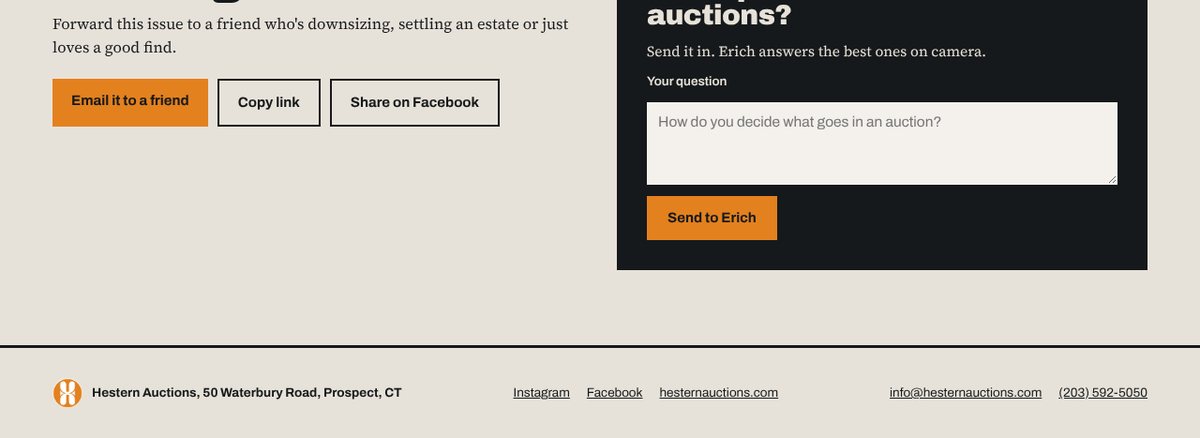 Forward this issue to a friend who's downsizing, settling an estate or just
loves a good find.
Email it to a friend
Copy link
Share on Facebook
auctions?
Send it in. Erich answers the best ones on camera.
Your question
How do you decide what goes in an auction?
Send to Erich
Hestern Auctions, 50 Waterbury Road, Prospect, CT
Instagram
Facebook
hesternauctions.com
info@hesternauctions.com
(203) 592-5050